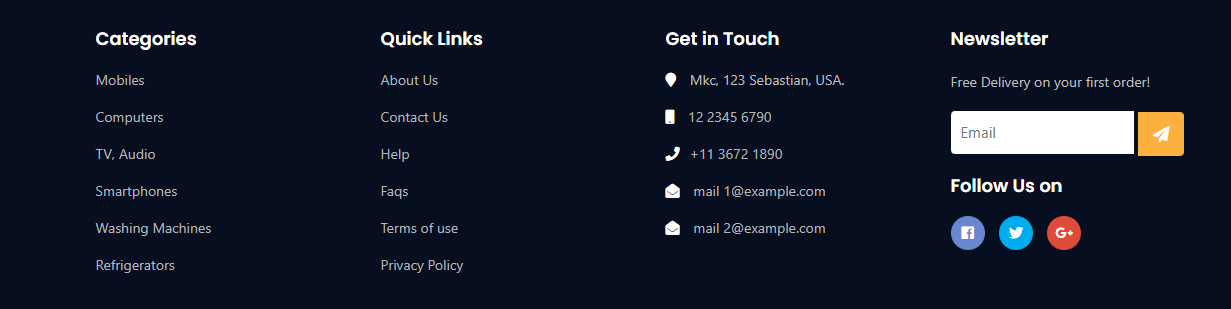 Categories
Mobiles
Computers
TV, Audio
Smartphones
Washing Machines
Refrigerators
Quick Links
About Us
Contact Us
Help
Faqs
Terms of use
Privacy Policy
Get in Touch
Mkc, 123 Sebastian, USA.
12 2345 6790
+11 3672 1890
mail 1@example.com
mail 2@example.com
Newsletter
Free Delivery on your first order!
Email
Follow Us on